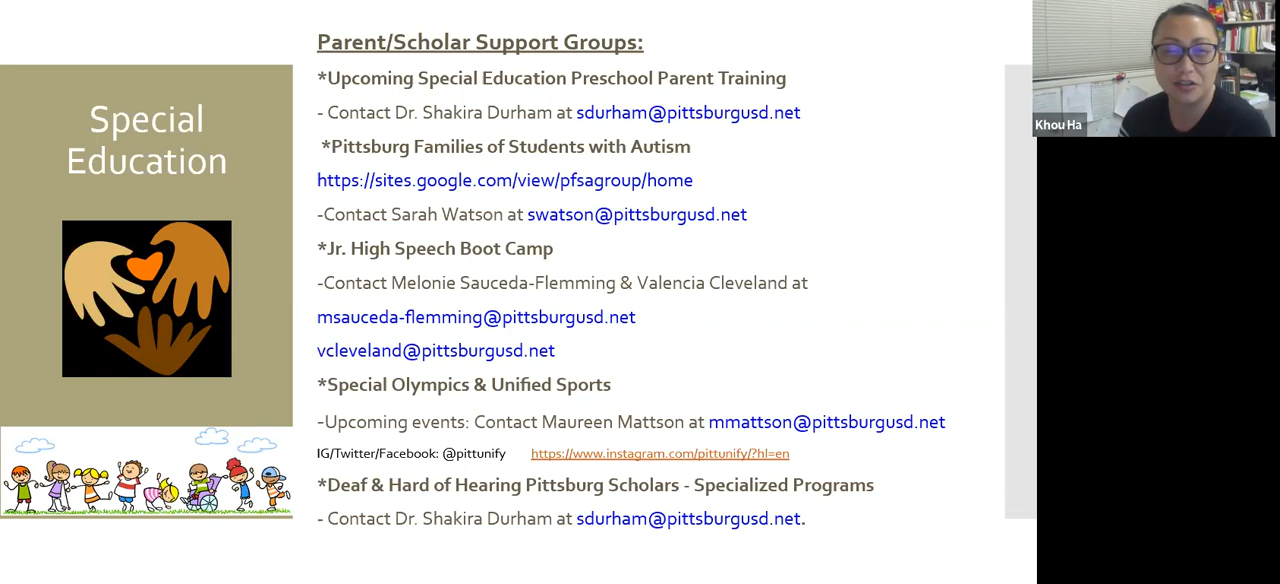 Special
Education
Parent/Scholar Support Groups:
*Upcoming Special Education Preschool Parent Training
- Contact Dr. Shakira Durham at sdurham@pittsburgusd.net
*Pittsburg Families of Students with Autism
https://sites.google.com/view/pfsagroup/home
-Contact Sarah Watson at swatson@pittsburgusd.net
*Jr. High Speech Boot Camp
-Contact Melonie Sauceda-Flemming & Valencia Cleveland at
msauceda-flemming@pittsburgusd.net
vcleveland@pittsburgusd.net
*Special Olympics & Unified Sports
-Upcoming events: Contact Maureen Mattson at mmattson@pittsburgusd.net
IG/Twitter/Facebook: @pittunify https://www.instagram.com/pittunify/?hl=en
*Deaf & Hard of Hearing Pittsburg Scholars - Specialized Programs
- Contact Dr. Shakira Durham at sdurham@pittsburgusd.net.
Khou Ha